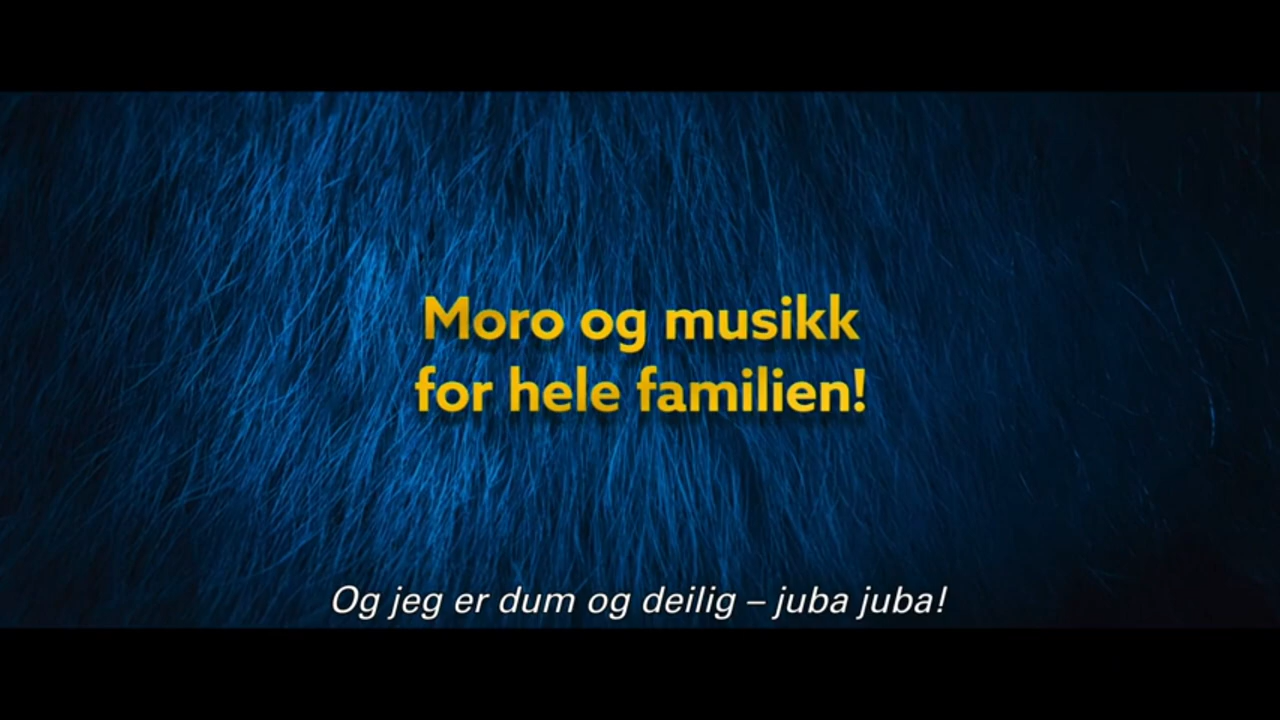 Moro og musikk
for hele familien!
Og jeg er dum og deilig – juba juba!